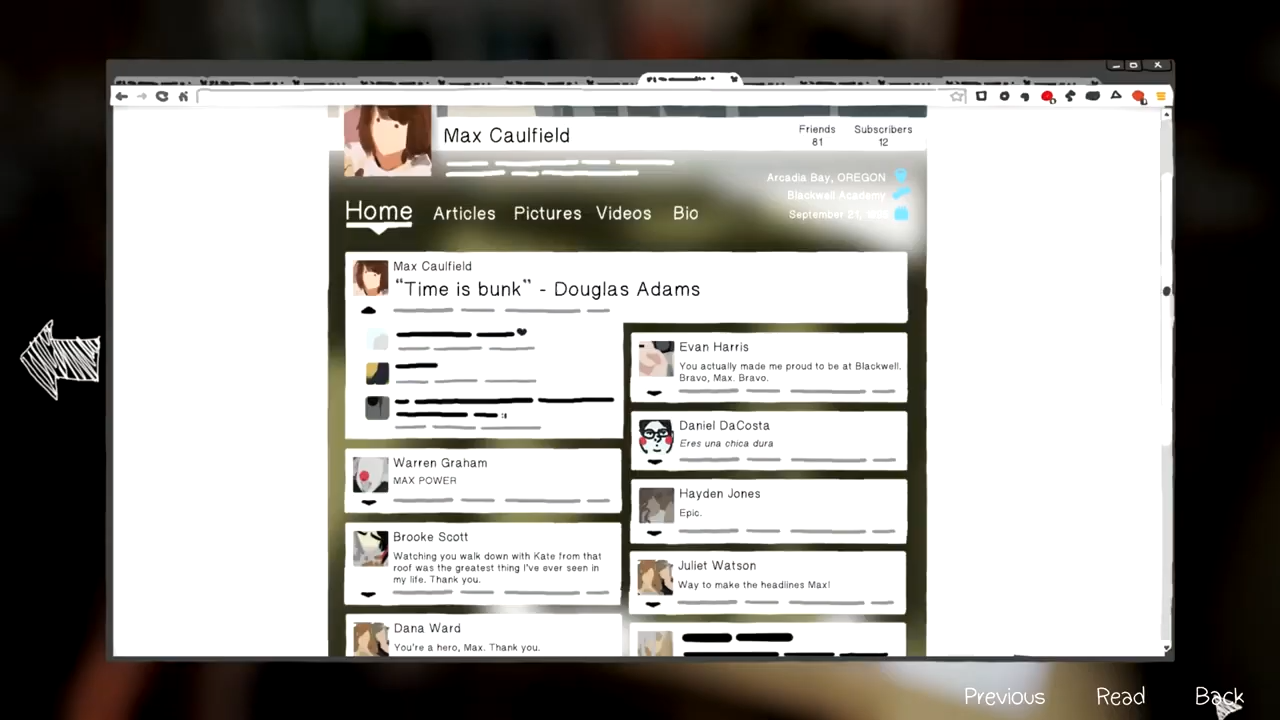 Max Caulfield
Friends
81
Subscribers
12
Arcadia Bay, OREGON
Blackwell Academy
September 21,
Home
Articles
Pictures
Videos
Bio
Max Caulfield
“Time is bunk” - Douglas Adams
Warren Graham
MAX POWER
Brooke Scott
Watching you walk down with Kate from that
roof was the greatest thing I've ever seen in
my life. Thank you.
Dana Ward
You're a hero, Max. Thank you.
Evan Harris
You actually made me proud to be at Blackwell.
Bravo, Max. Bravo.
Daniel DaCosta
Eres una chica dura
Hayden Jones
Epic.
Juliet Watson
Way to make the headlines Max!
Previous
Read
Back